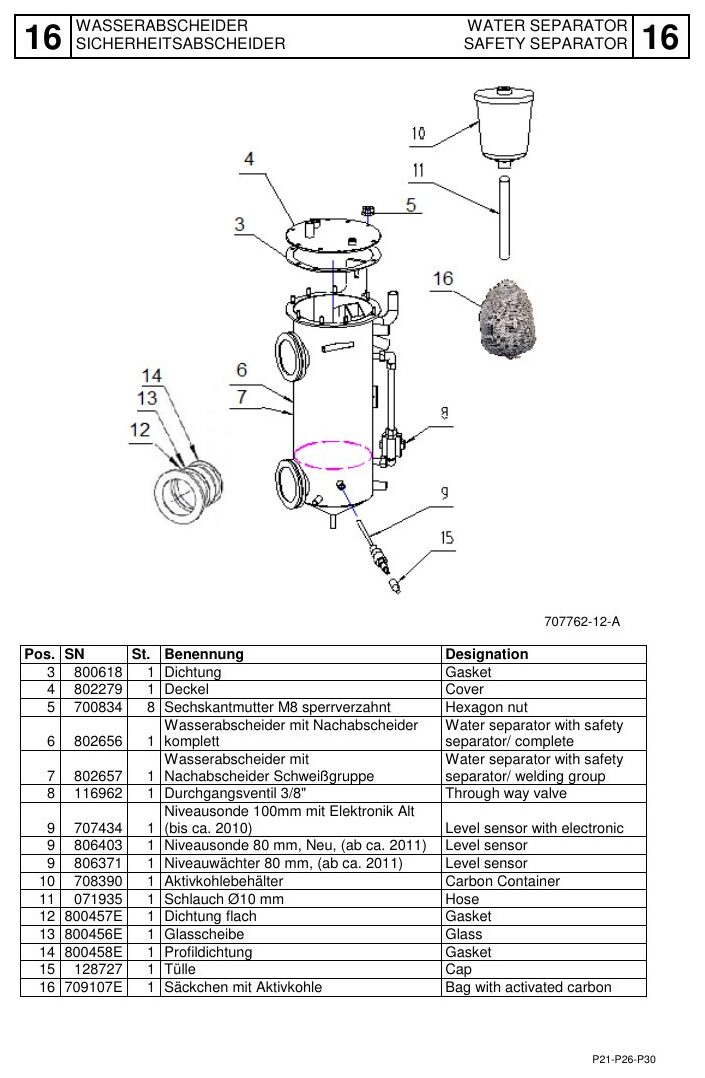 16
WASSERABSCHEIDER
SICHERHEITSABSCHEIDER
WATER SEPARATOR
SAFETY SEPARATOR
16
10
4
11
5
3
16
14
6
13
7
12
8
9
15
707762-12-A
Pos. SN St. Benennung Designation
3 800618 1 Dichtung Gasket
4 802279 1 Deckel Cover
5 700834 8 Sechskantmutter M8 sperrverzahnt Hexagon nut
Wasserabscheider mit Nachabscheider Water separator with safety
6 802656 1 komplett separator/ complete
Wasserabscheider mit Water separator with safety
7 802657 1 Nachabscheider Schweißgruppe separator/ welding group
8 116962 1 Durchgangsventil 3/8" Through way valve
Niveausonde 100mm mit Elektronik Alt
9 707434 1 (bis ca. 2010) Level sensor with electronic
9 806403 1 Niveausonde 80 mm, Neu, (ab ca. 2011) Level sensor
9 806371 1 Niveauwächter 80 mm, (ab ca. 2011) Level sensor
10 708390 1 Aktivkohlebehälter Carbon Container
11 071935 1 Schlauch Ø10 mm Hose
12 800457E 1 Dichtung flach Gasket
13 800456E 1 Glasscheibe Glass
14 800458E 1 Profildichtung Gasket
15 128727 1 Tülle Cap
16 709107E 1 Säckchen mit Aktivkohle Bag with activated carbon
P21-P26-P30